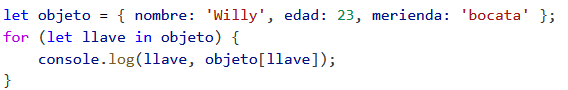 let objeto = { nombre: 'Willy', edad: 23, merienda: 'bocata' };
for (let llave in objeto) {
    console.log(llave, objeto[llave]);
}